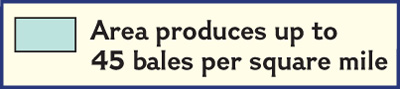 Area produces up to
45 bales per square mile